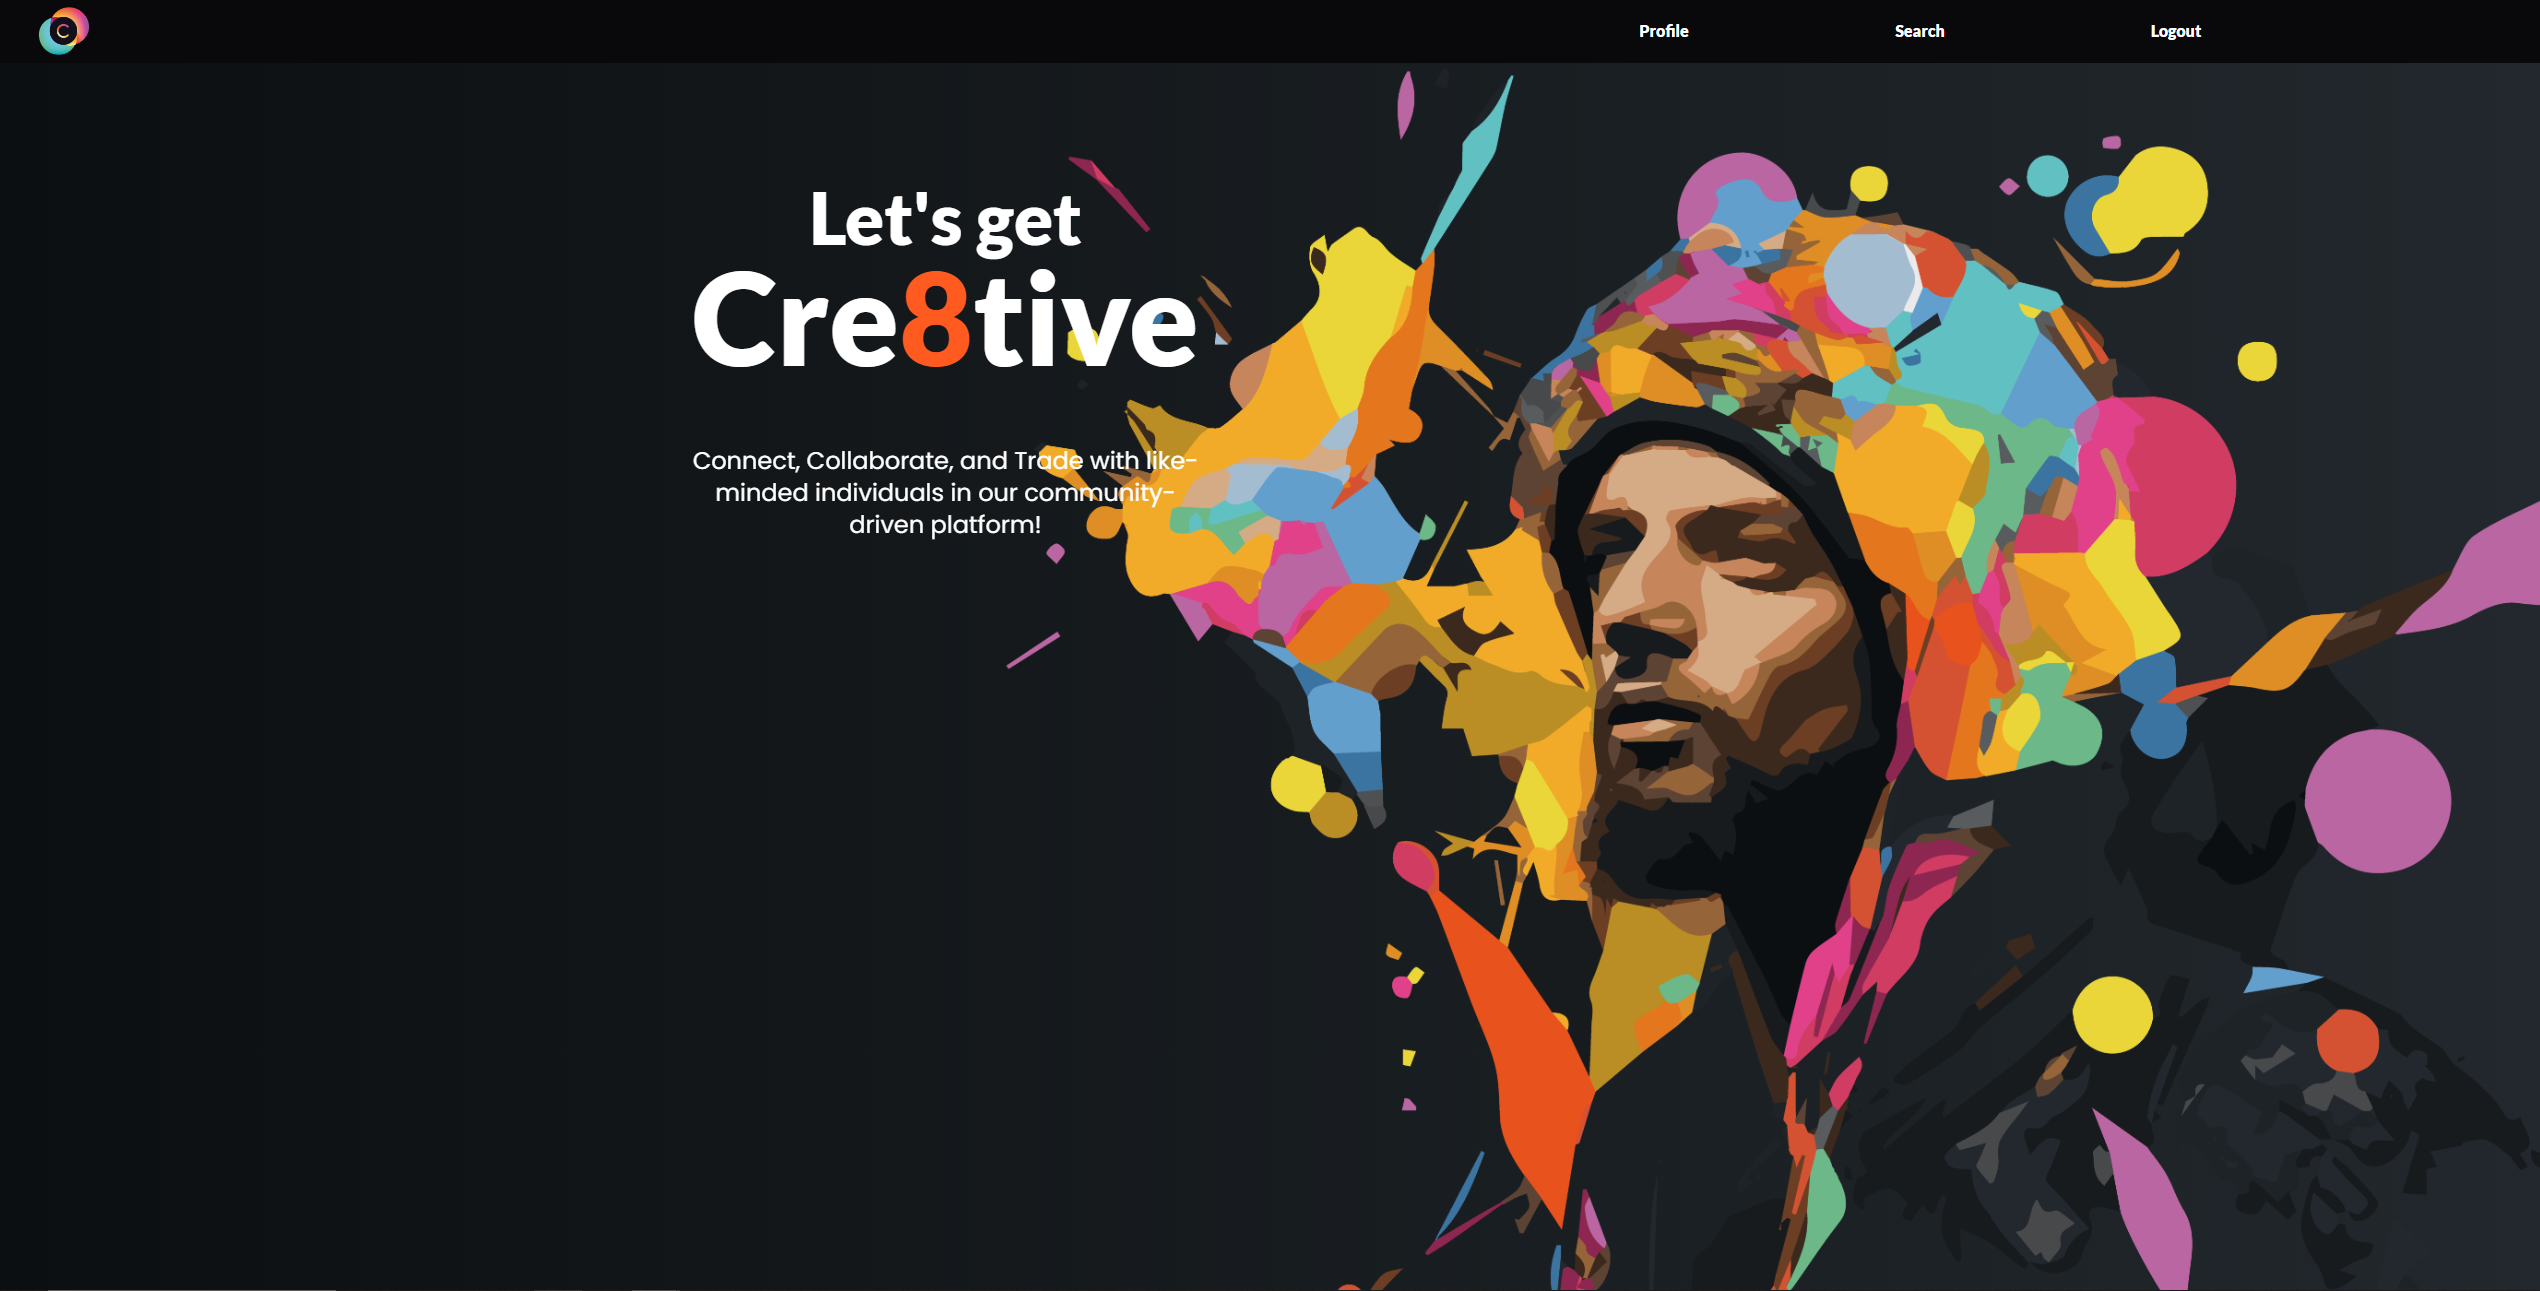 C
Profile
Search
Logout
Let's get
Cre8tive
Connect, Collaborate, and Trade with like-
minded individuals in our community-
driven platform!